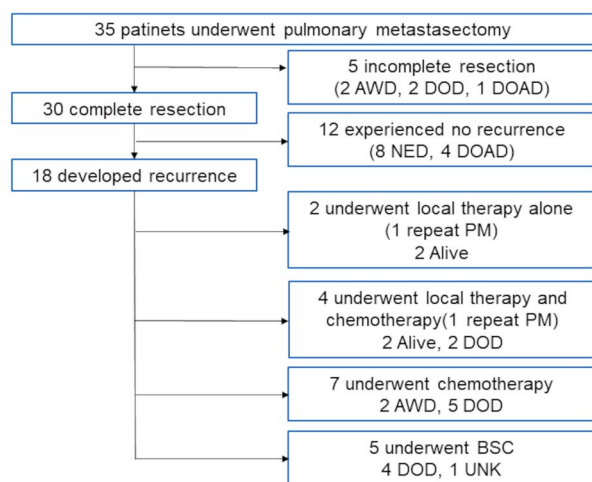 35 patinets underwent pulmonary metastasectomy
5 incomplete resection
(2 AWD, 2 DOD, 1 DOAD)
30 complete resection
12 experienced no recurrence
(8 NED, 4 DOAD)
18 developed recurrence
2 underwent local therapy alone
(1 repeat PM)
2 Alive
4 underwent local therapy and
chemotherapy(1 repeat PM)
2 Alive, 2 DOD
7 underwent chemotherapy
2 AWD, 5 DOD
5 underwent BSC
4 DOD, 1 UNK